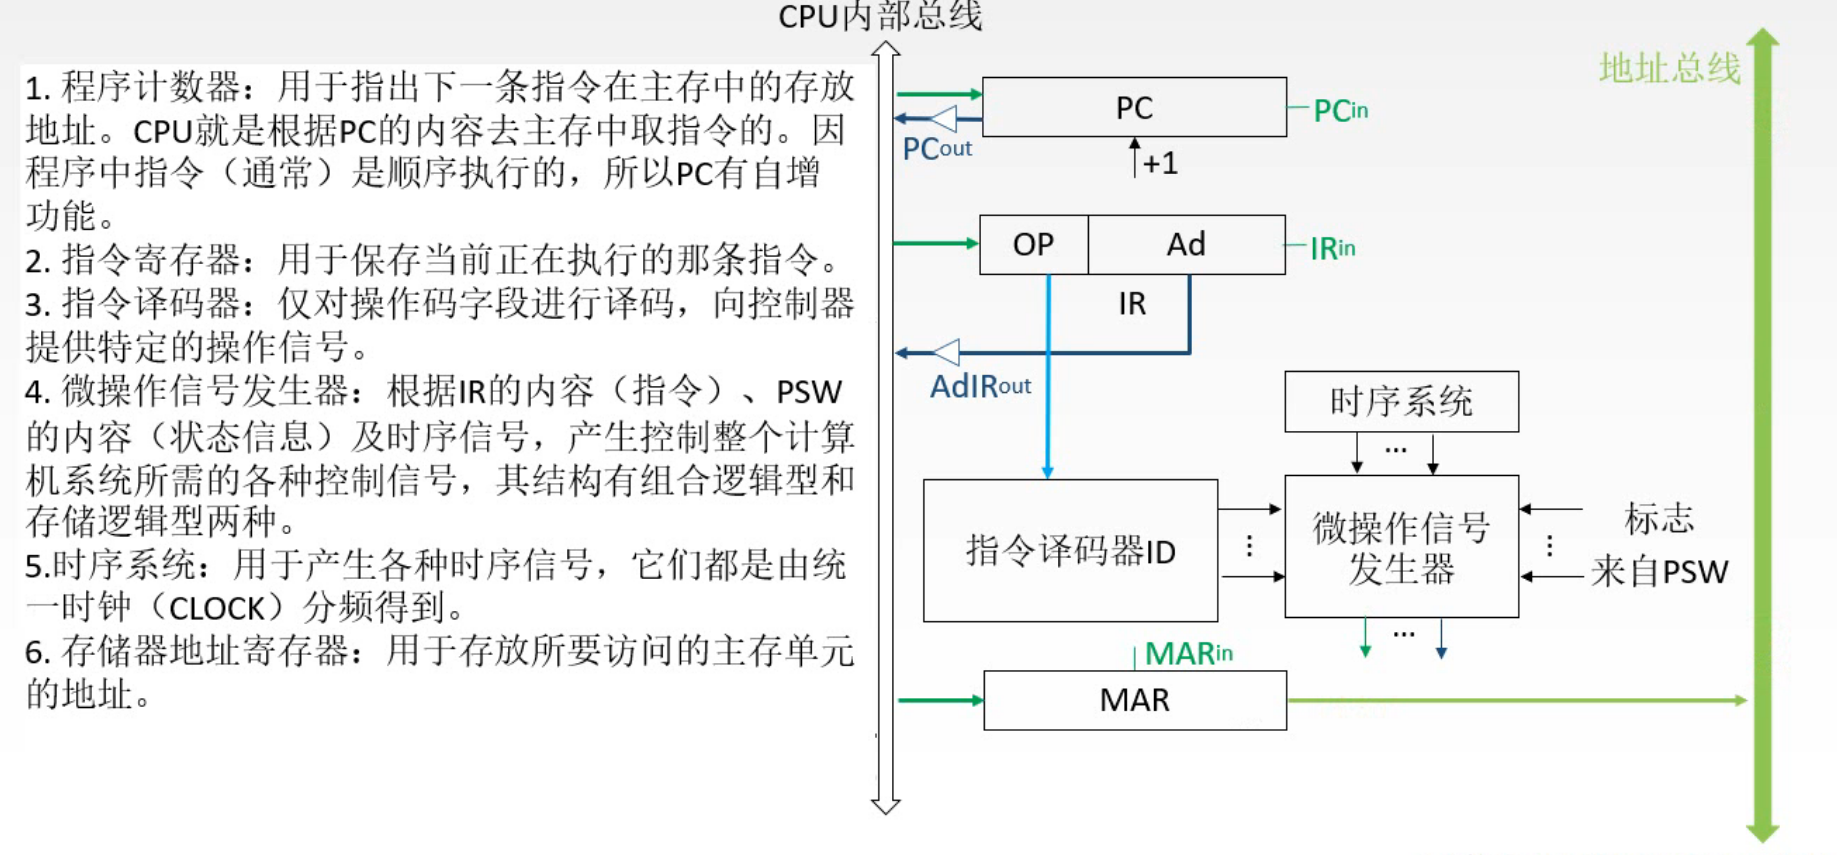 CPU内部总线
1. 程序计数器：用于指出下一条指令在主存中的存放
地址。CPU就是根据PC的内容去主存中取指令的。因
程序中指令（通常）是顺序执行的，所以PC有自增
功能。
2. 指令寄存器：用于保存当前正在执行的那条指令。
3. 指令译码器：仅对操作码字段进行译码，向控制器
提供特定的操作信号。
4. 微操作信号发生器：根据IR的内容（指令）、PSW
的内容（状态信息）及时序信号，产生控制整个计算
机系统所需的各种控制信号，其结构有组合逻辑型和
存储逻辑型两种。
5.时序系统：用于产生各种时序信号，它们都是由统
一时钟（CLOCK）分频得到。
6. 存储器地址寄存器：用于存放所要访问的主存单元
的地址。
地址总线
PC
PCin
PCout
+1
OP
Ad
IRin
IR
AdIRout
时序系统
...
指令译码器ID
...
微操作信号
发生器
...
标志
来自PSW
...
MARin
MAR